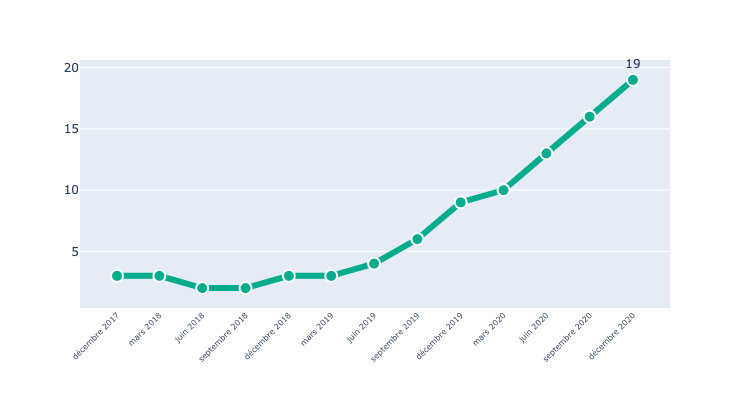 19
20
15
10
5
décembre 2017
mars 2018
juin 2018
septembre 2018
décembre 2018
mars 2019
juin 2019
septembre 2019
décembre 2019
mars 2020
juin 2020
septembre 2020
décembre 2020